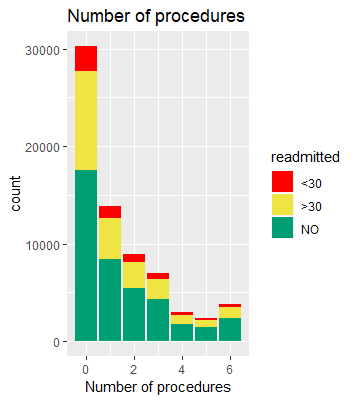 Number of procedures
30000
20000
10000
0
count
0 2 4 6
Number of procedures
readmitted
<30
>30
NO